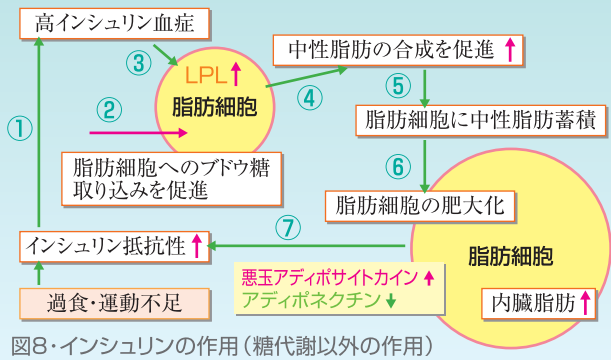 高インシュリン血症
③
LPL↑
脂肪細胞
②
脂肪細胞へのブドウ糖
取り込みを促進
①
④
中性脂肪の合成を促進↑
⑤
脂肪細胞に中性脂肪蓄積
⑥
脂肪細胞の肥大化
⑦
インシュリン抵抗性↑
過食・運動不足
悪玉アディポサイトカイン↑
アディポネクチン↓
脂肪細胞
内臓脂肪↑
図8・インシュリンの作用(糖代謝以外の作用)